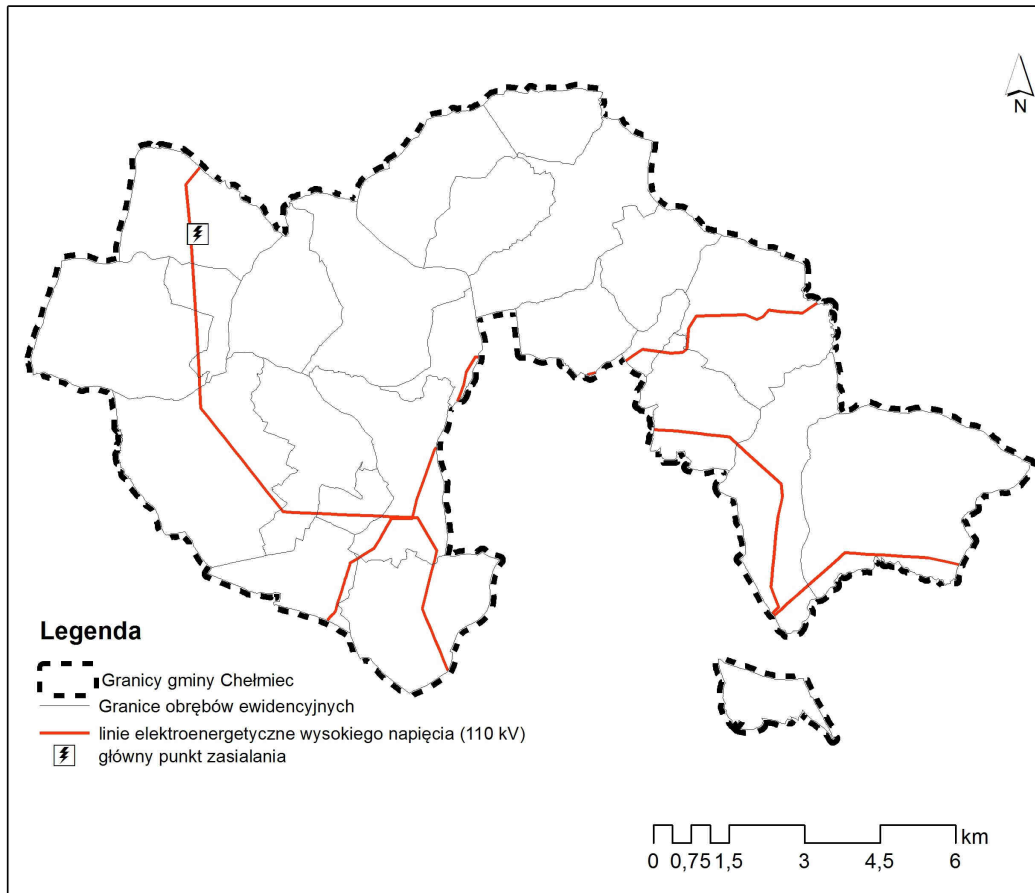 N
Legenda
Granicy gminy Chełmiec
Granice obrębów ewidencyjnych
linie elektroenergetyczne wysokiego napięcia (110 kV)
główny punkt zasialania
km
0 0,75 1,5 3 4,5 6